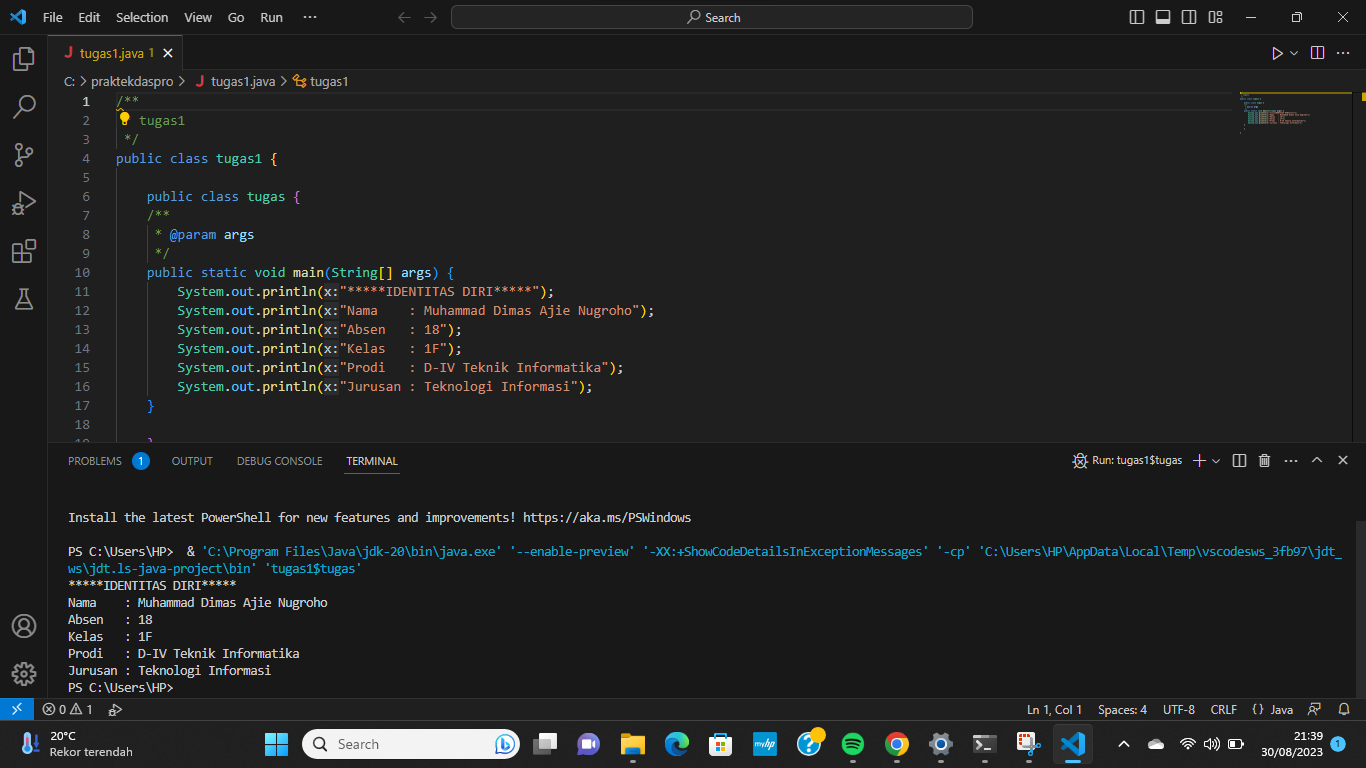 File Edit Selection View Go Run ··· Search
J tugas1.java 1
C: > praktekdaspro > J tugas1.java > tugas1
1 /**
2 tugas1
3 */
4 public class tugas1 {
5
6 public class tugas {
7 /**
8 * @param args
9 */
10 public static void main(String[] args) {
11 System.out.println(x:"*****IDENTITAS DIRI*****");
12 System.out.println(x:"Nama    : Muhammad Dimas Ajie Nugroho");
13 System.out.println(x:"Absen   : 18");
14 System.out.println(x:"Kelas   : 1F");
15 System.out.println(x:"Prodi   : D-IV Teknik Informatika");
16 System.out.println(x:"Jurusan : Teknologi Informasi");
17 }
18
19 }
PROBLEMS 1 OUTPUT DEBUG CONSOLE TERMINAL Run: tugas1$tugas
Install the latest PowerShell for new features and improvements! https://aka.ms/PSWindows
PS C:\Users\HP>  & 'C:\Program Files\Java\jdk-20\bin\java.exe' '--enable-preview' '-XX:+ShowCodeDetailsInExceptionMessages' '-cp' 'C:\Users\HP\AppData\Local\Temp\vscodesws_3fb97\jdt_
ws\jdt.ls-java-project\bin' 'tugas1$tugas'
*****IDENTITAS DIRI*****
Nama    : Muhammad Dimas Ajie Nugroho
Absen   : 18
Kelas   : 1F
Prodi   : D-IV Teknik Informatika
Jurusan : Teknologi Informasi
PS C:\Users\HP>
0 1 Ln 1, Col 1 Spaces: 4 UTF-8 CRLF {} Java
20°C
Rekor terendah
Search
myhp
21:39
30/08/2023 1